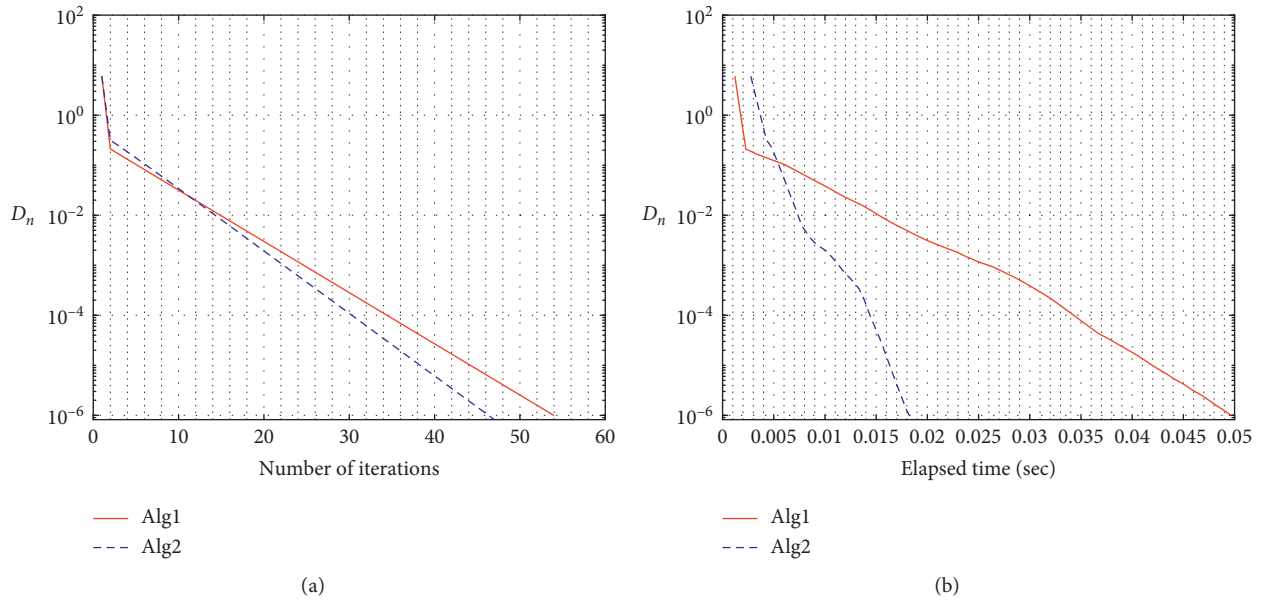 10^2
10^0
10^-2
10^-4
10^-6
D_n
0 10 20 30 40 50 60
Number of iterations
Alg1
Alg2
(a)
10^2
10^0
10^-2
10^-4
10^-6
D_n
0 0.005 0.01 0.015 0.02 0.025 0.03 0.035 0.04 0.045 0.05
Elapsed time (sec)
Alg1
Alg2
(b)